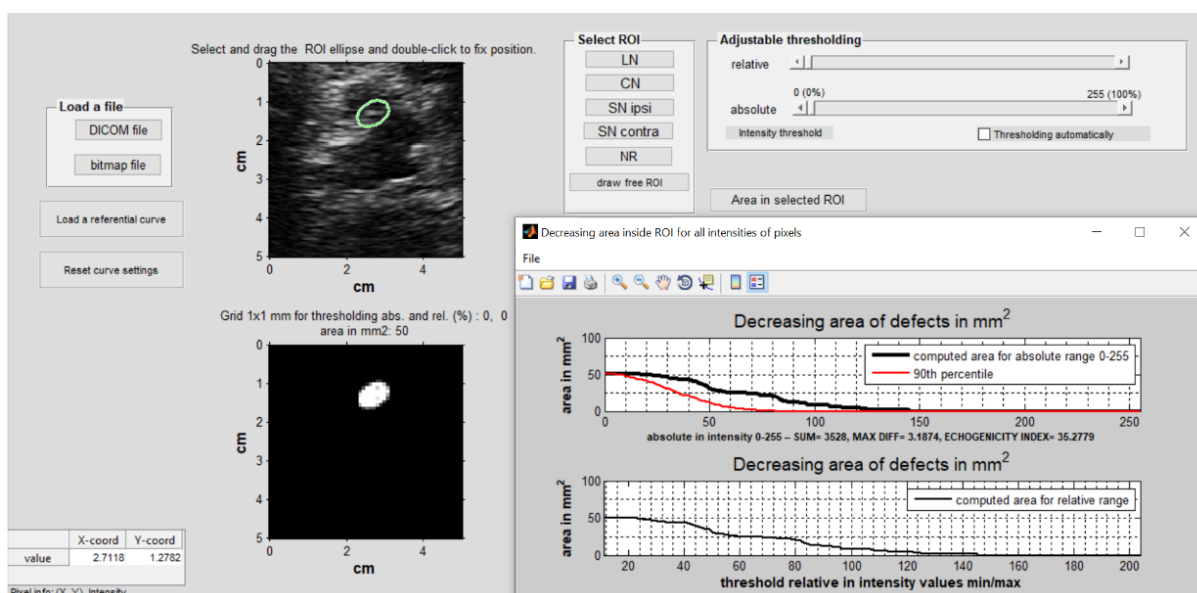 Select and drag the  ROI ellipse and double-click to fix position.
0
1
2
3
4
5
cm
0
2
4
cm
Load a file
DICOM file
bitmap file
Load a referential curve
Reset curve settings
Select ROI
LN
CN
SN ipsi
SN contra
NR
draw free ROI
Adjustable thresholding
relative
0 (0%)
255 (100%)
absolute
Intensity threshold
Thresholding automatically
Area in selected ROI
Grid 1x1 mm for thresholding abs. and rel. (%) : 0,  0
area in mm2: 50
0
1
2
3
4
5
cm
0
2
4
cm
X-coord Y-coord
value 2.7118 1.2782
Pixel info: (X, Y)  Intensity
Decreasing area inside ROI for all intensities of pixels
File
Decreasing area of defects in mm2
100
50
0
area in mm2
computed area for absolute range 0-255
90th percentile
0 50 100 150 200 250
absolute in intensity 0-255 – SUM= 3528, MAX DIFF= 3.1874, ECHOGENICITY INDEX= 35.2779
Decreasing area of defects in mm2
100
50
0
area in mm2
computed area for relative range
20 40 60 80 100 120 140 160 180 200
threshold relative in intensity values min/max